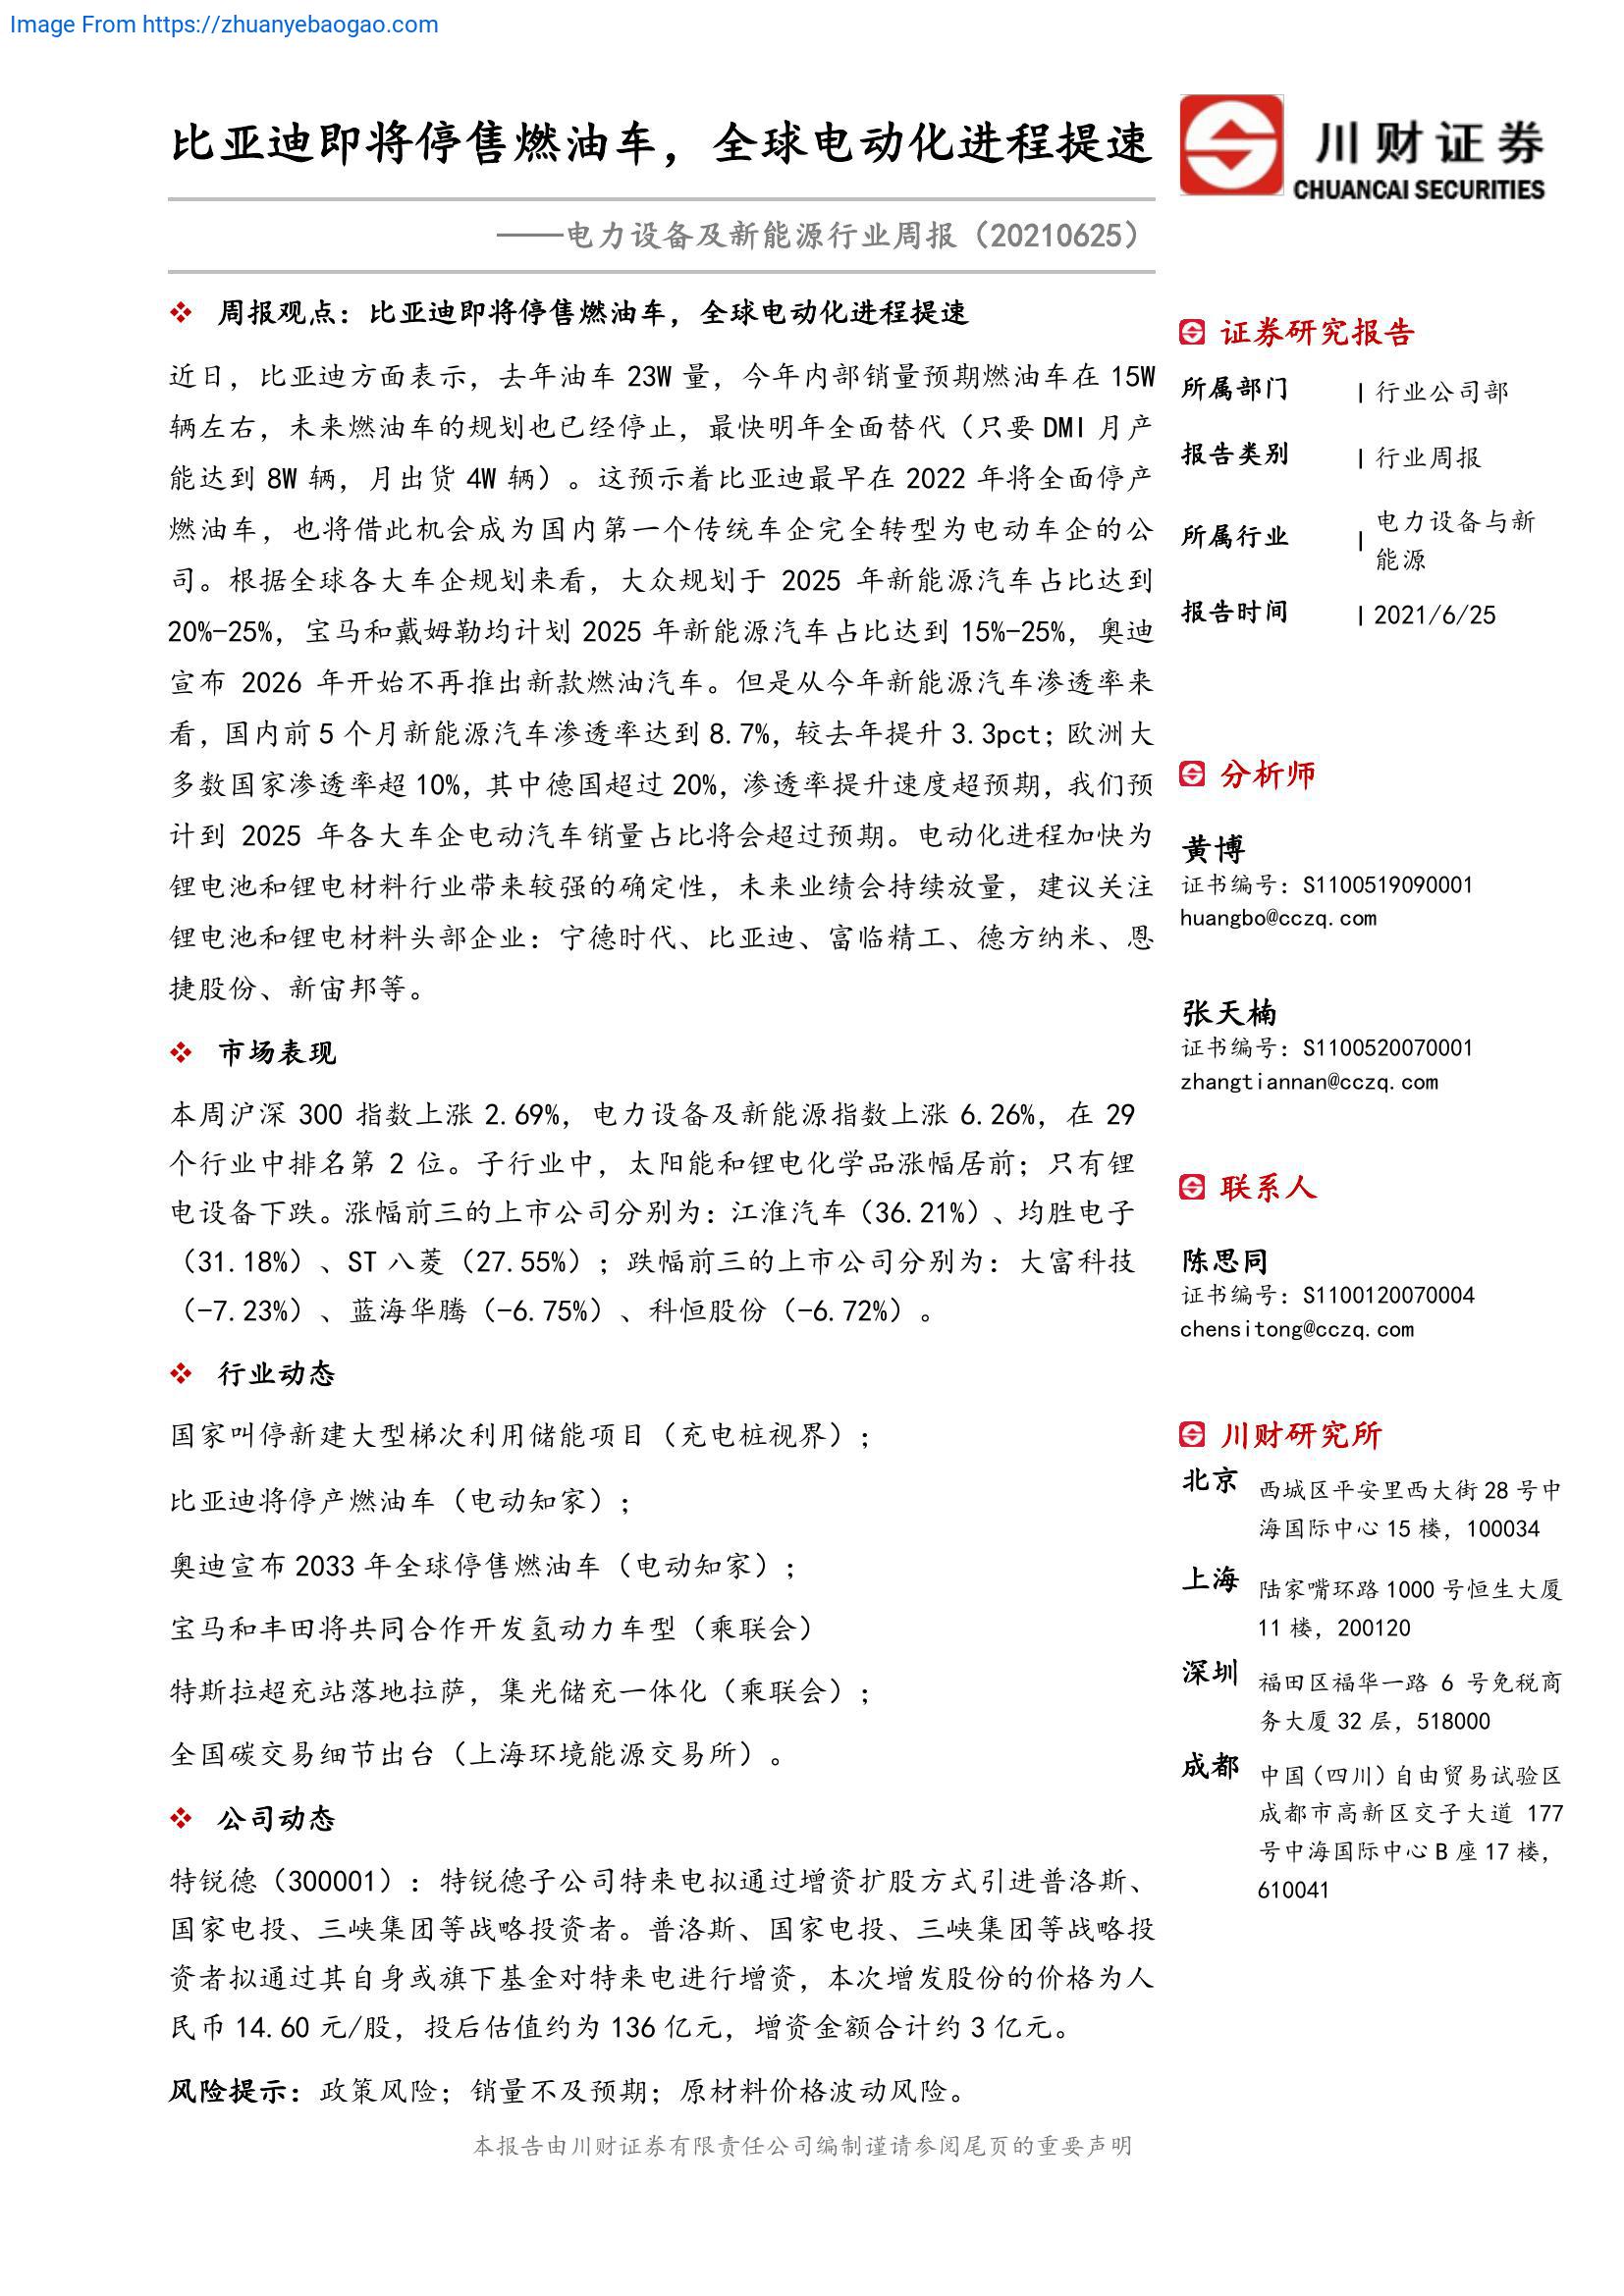 Image From https://zhuanyebaogao.com
比亚迪即将停售燃油车，全球电动化进程提速
川财证券
CHUANCAI SECURITIES
——电力设备及新能源行业周报（20210625）
❖ 周报观点：比亚迪即将停售燃油车，全球电动化进程提速
近日，比亚迪方面表示，去年油车 23W 量，今年内部销量预期燃油车在 15W
辆左右，未来燃油车的规划也已经停止，最快明年全面替代（只要 DMI 月产
能达到 8W 辆，月出货 4W 辆）。这预示着比亚迪最早在 2022 年将全面停产
燃油车，也将借此机会成为国内第一个传统车企完全转型为电动车企的公
司。根据全球各大车企规划来看，大众规划于 2025 年新能源汽车占比达到
20%-25%，宝马和戴姆勒均计划 2025 年新能源汽车占比达到 15%-25%，奥迪
宣布 2026 年开始不再推出新款燃油汽车。但是从今年新能源汽车渗透率来
看，国内前 5 个月新能源汽车渗透率达到 8.7%，较去年提升 3.3pct；欧洲大
多数国家渗透率超 10%，其中德国超过 20%，渗透率提升速度超预期，我们预
计到 2025 年各大车企电动汽车销量占比将会超过预期。电动化进程加快为
锂电池和锂电材料行业带来较强的确定性，未来业绩会持续放量，建议关注
锂电池和锂电材料头部企业：宁德时代、比亚迪、富临精工、德方纳米、恩
捷股份、新宙邦等。
❖ 市场表现
本周沪深 300 指数上涨 2.69%，电力设备及新能源指数上涨 6.26%，在 29
个行业中排名第 2 位。子行业中，太阳能和锂电化学品涨幅居前；只有锂
电设备下跌。涨幅前三的上市公司分别为：江淮汽车（36.21%）、均胜电子
（31.18%）、ST 八菱（27.55%）；跌幅前三的上市公司分别为：大富科技
（-7.23%）、蓝海华腾（-6.75%）、科恒股份（-6.72%）。
❖ 行业动态
国家叫停新建大型梯次利用储能项目（充电桩视界）；
比亚迪将停产燃油车（电动知家）；
奥迪宣布 2033 年全球停售燃油车（电动知家）；
宝马和丰田将共同合作开发氢动力车型（乘联会）
特斯拉超充站落地拉萨，集光储充一体化（乘联会）；
全国碳交易细节出台（上海环境能源交易所）。
❖ 公司动态
特锐德（300001）：特锐德子公司特来电拟通过增资扩股方式引进普洛斯、
国家电投、三峡集团等战略投资者。普洛斯、国家电投、三峡集团等战略投
资者拟通过其自身或旗下基金对特来电进行增资，本次增发股份的价格为人
民币 14.60 元/股，投后估值约为 136 亿元，增资金额合计约 3 亿元。
风险提示：政策风险；销量不及预期；原材料价格波动风险。
证券研究报告
所属部门 | 行业公司部
报告类别 | 行业周报
所属行业 | 电力设备与新
能源
报告时间 | 2021/6/25
分析师
黄博
证书编号：S1100519090001
huangbo@cczq.com
张天楠
证书编号：S1100520070001
zhangtiannan@cczq.com
联系人
陈思同
证书编号：S1100120070004
chensitong@cczq.com
川财研究所
北京 西城区平安里西大街 28 号中
海国际中心 15 楼，100034
上海 陆家嘴环路 1000 号恒生大厦
11 楼，200120
深圳 福田区福华一路 6 号免税商
务大厦 32 层，518000
成都 中国（四川）自由贸易试验区
成都市高新区交子大道 177
号中海国际中心 B 座 17 楼，
610041
本报告由川财证券有限责任公司编制谨请参阅尾页的重要声明